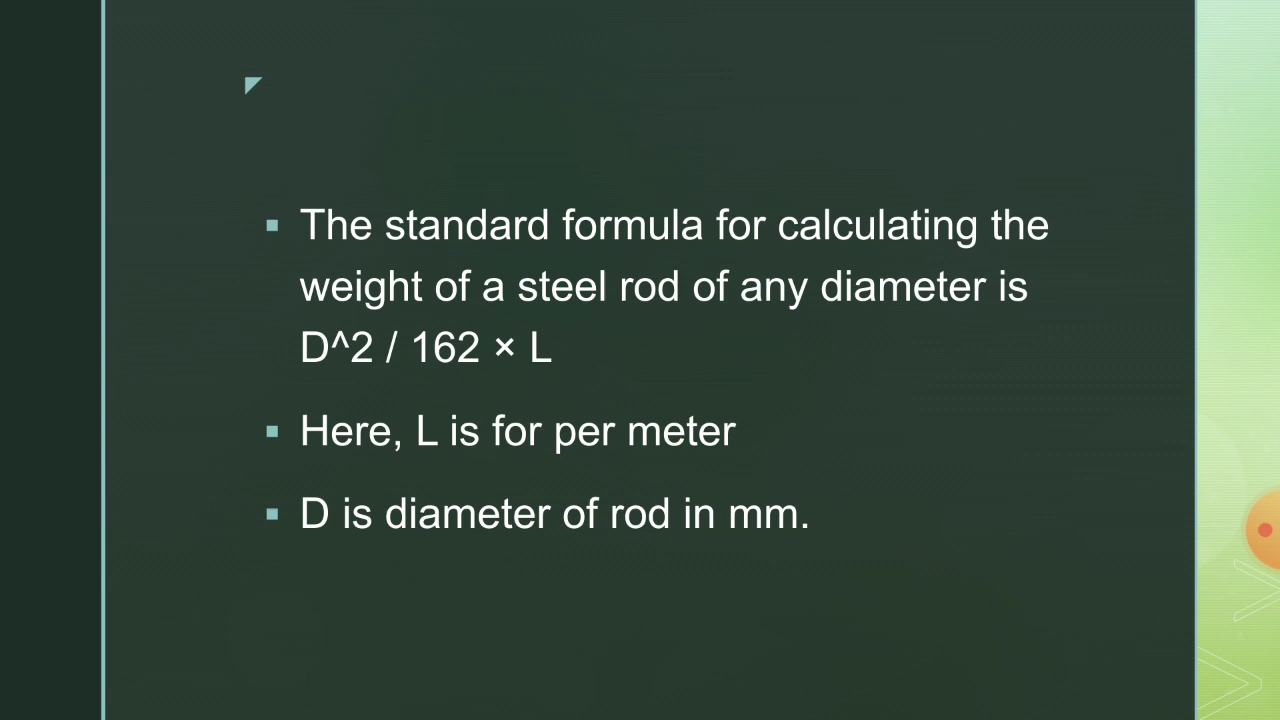 The standard formula for calculating the
weight of a steel rod of any diameter is
D^2 / 162 × L
Here, L is for per meter
D is diameter of rod in mm.